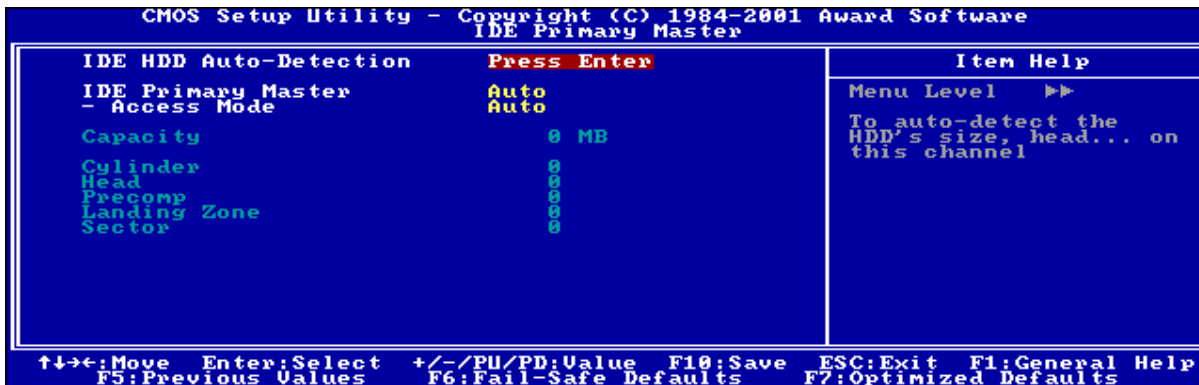 CMOS Setup Utility - Copyright (C) 1984-2001 Award Software
IDE Primary Master
IDE HDD Auto-Detection Press Enter
IDE Primary Master Auto
- Access Mode Auto
Capacity 0 MB
Cylinder 0
Head 0
Precomp 0
Landing Zone 0
Sector 0
Item Help
Menu Level ►►
To auto-detect the
HDD's size, head... on
this channel
↑↓→←:Move Enter:Select +/-/PU/PD:Value F10:Save ESC:Exit F1:General Help
F5:Previous Values F6:Fail-Safe Defaults F7:Optimized Defaults